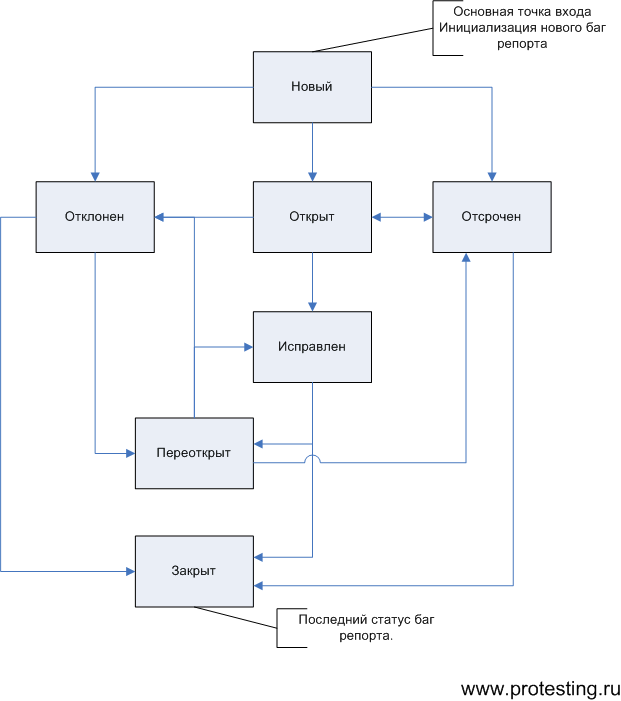 Основная точка входа
Инициализация нового баг
репорта
Новый
Отклонен
Открыт
Отсрочен
Исправлен
Переоткрыт
Закрыт
Последний статус баг
репорта.
www.protesting.ru